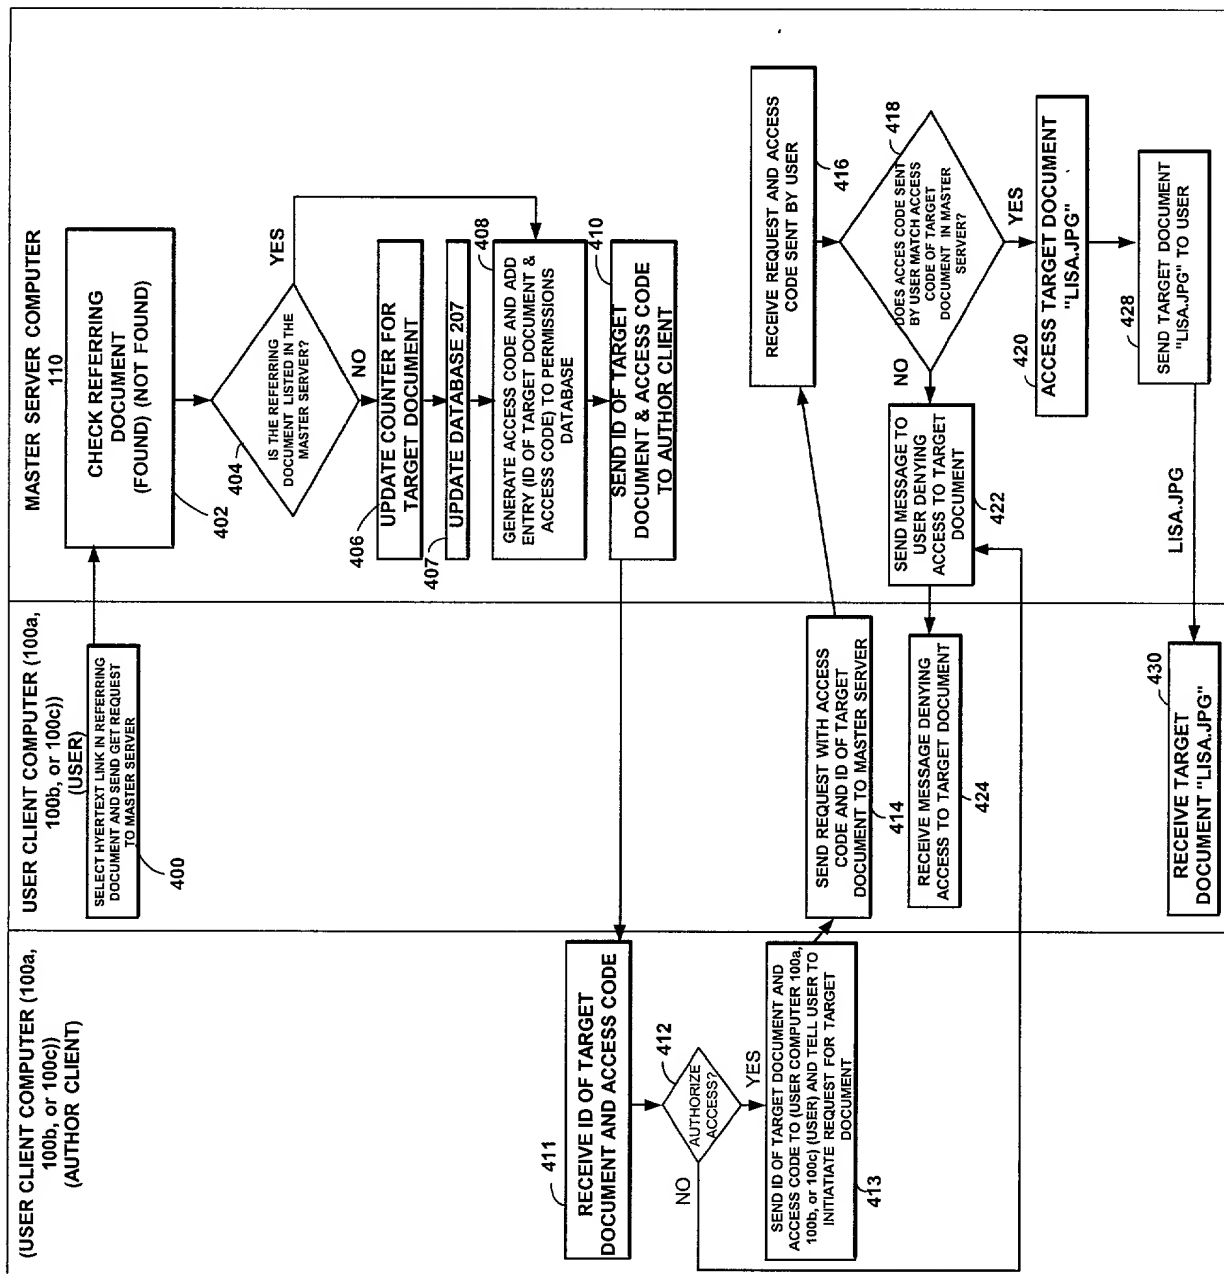 (USER CLIENT COMPUTER (100a,
100b, or 100c))
(AUTHOR CLIENT)
USER CLIENT COMPUTER (100a,
100b, or 100c))
(USER)
MASTER SERVER COMPUTER
110
SELECT HYERTEXT LINK IN REFERRING
DOCUMENT AND SEND GET REQUEST
TO MASTER SERVER
400
CHECK REFERRING
DOCUMENT
(FOUND) (NOT FOUND)
402
IS THE REFERRING
DOCUMENT LISTED IN THE
MASTER SERVER?
404
YES
NO
UPDATE COUNTER FOR
TARGET DOCUMENT
406
UPDATE DATABASE 207
407
GENERATE ACCESS CODE AND ADD
ENTRY (ID OF TARGET DOCUMENT &
ACCESS CODE) TO PERMISSIONS
DATABASE
408
SEND ID OF TARGET
DOCUMENT & ACCESS CODE
TO AUTHOR CLIENT
410
RECEIVE ID OF TARGET
DOCUMENT AND ACCESS CODE
411
AUTHORIZE
ACCESS?
412
NO
YES
SEND ID OF TARGET DOCUMENT AND
ACCESS CODE TO (USER COMPUTER 100a,
100b, or 100c) (USER) AND TELL USER TO
INITIATE REQUEST FOR TARGET
DOCUMENT
413
SEND REQUEST WITH ACCESS
CODE AND ID OF TARGET
DOCUMENT TO MASTER SERVER
414
RECEIVE REQUEST AND ACCESS
CODE SENT BY USER
416
DOES ACCES CODE SENT
BY USER MATCH ACCESS
CODE OF TARGET
DOCUMENT IN MASTER
SERVER?
418
NO
YES
SEND MESSAGE TO
USER DENYING
ACCESS TO TARGET
DOCUMENT
422
RECEIVE MESSAGE DENYING
ACCESS TO TARGET DOCUMENT
424
ACCESS TARGET DOCUMENT
"LISA.JPG"
420
SEND TARGET DOCUMENT
"LISA.JPG" TO USER
428
LISA.JPG
RECEIVE TARGET
DOCUMENT "LISA.JPG"
430